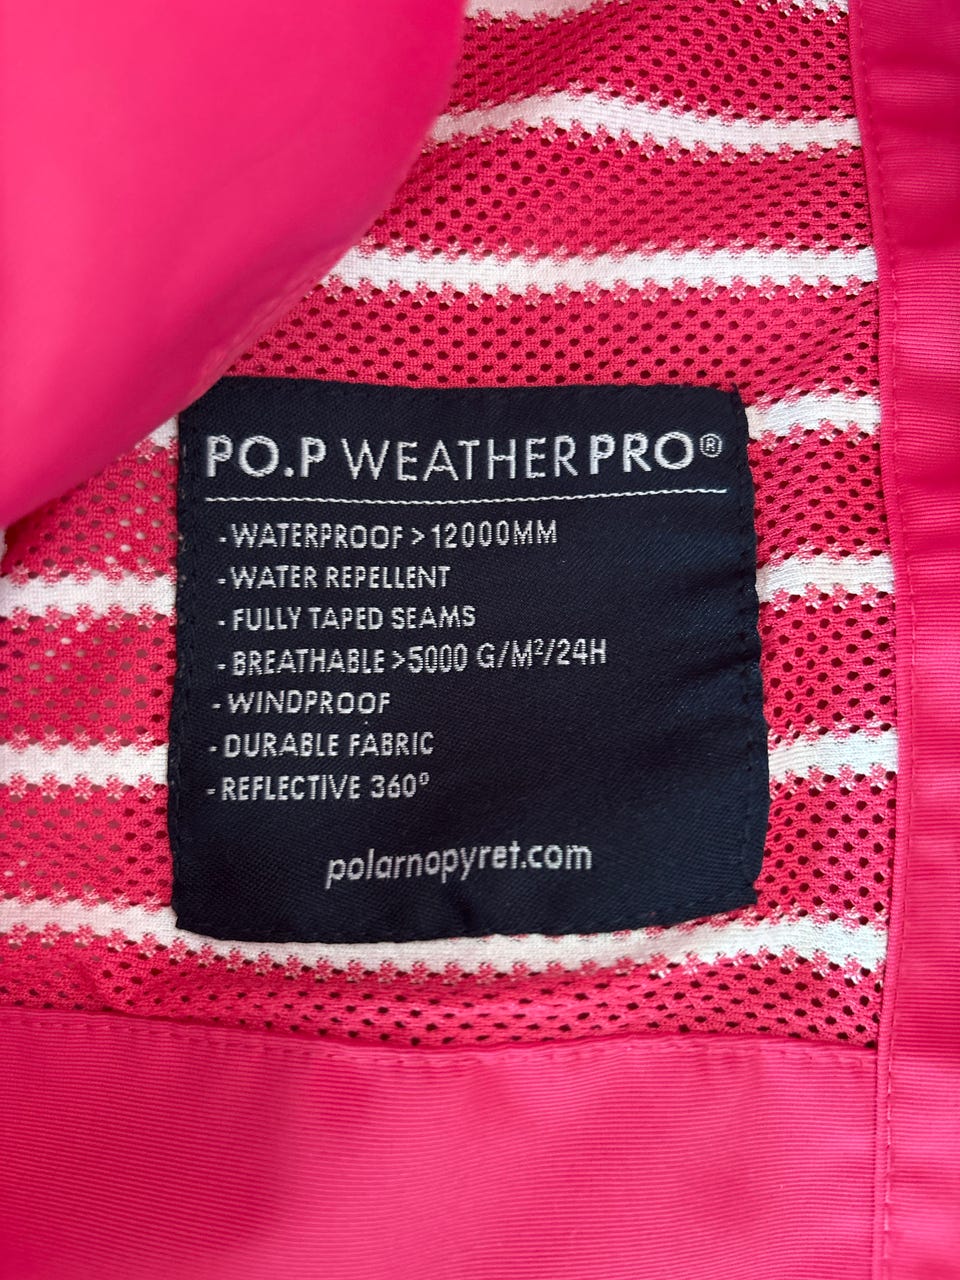 PO.P WEATHERPRO®
- WATERPROOF > 12000MM
- WATER REPELLENT
- FULLY TAPED SEAMS
- BREATHABLE >5000 G/M²/24H
- WINDPROOF
- DURABLE FABRIC
- REFLECTIVE 360°
polarnopyret.com